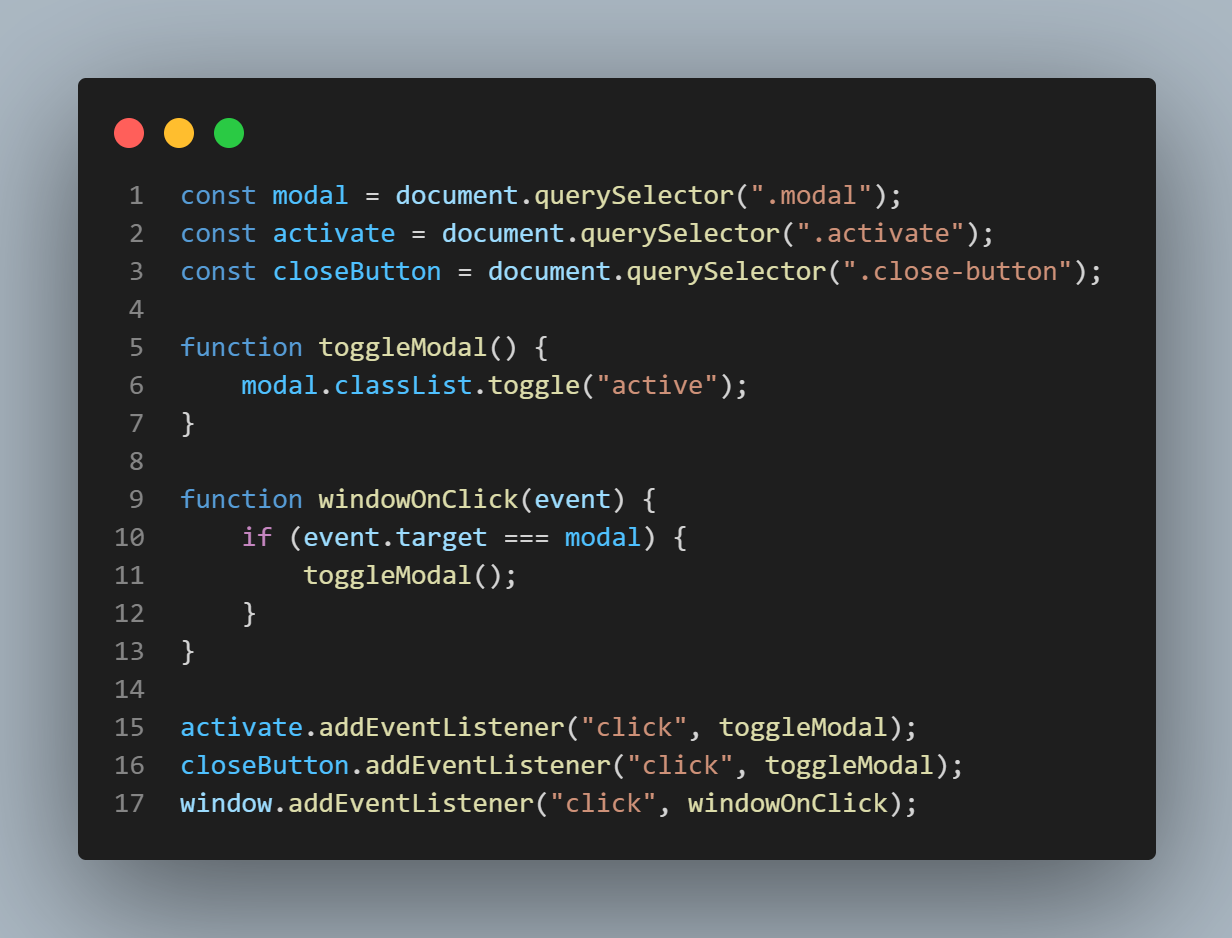 1 const modal = document.querySelector(".modal");
2 const activate = document.querySelector(".activate");
3 const closeButton = document.querySelector(".close-button");
4
5 function toggleModal() {
6     modal.classList.toggle("active");
7 }
8
9 function windowOnClick(event) {
10     if (event.target === modal) {
11         toggleModal();
12     }
13 }
14
15 activate.addEventListener("click", toggleModal);
16 closeButton.addEventListener("click", toggleModal);
17 window.addEventListener("click", windowOnClick);